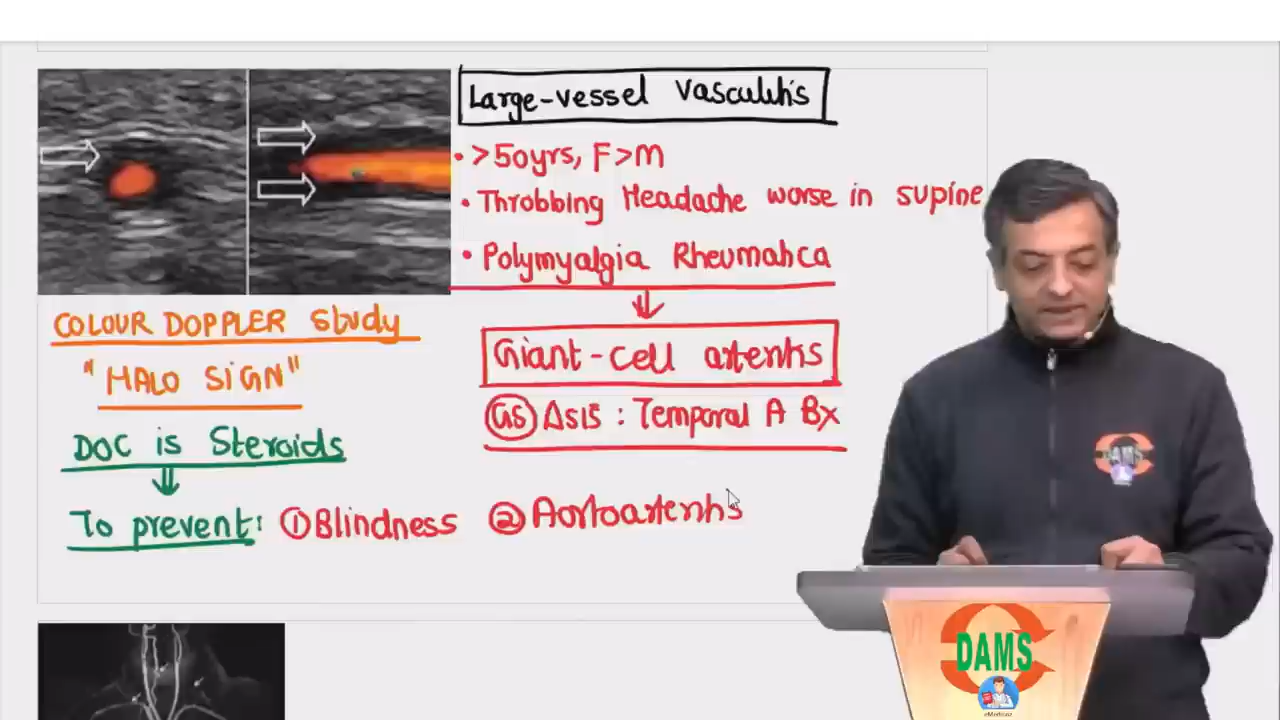 Large-vessel vasculitis
• >50yrs, F>M
• Throbbing Headache worse in supine
• Polymyalgia Rheumatica
⇓
Giant-cell arteritis
GS Δsis : Temporal A Bx
COLOUR DOPPLER Study
"HALO SIGN"
DOC is Steroids
⇓
To prevent: ① Blindness ② Aortoarteritis
DAMS
DAMS
eMedicoz